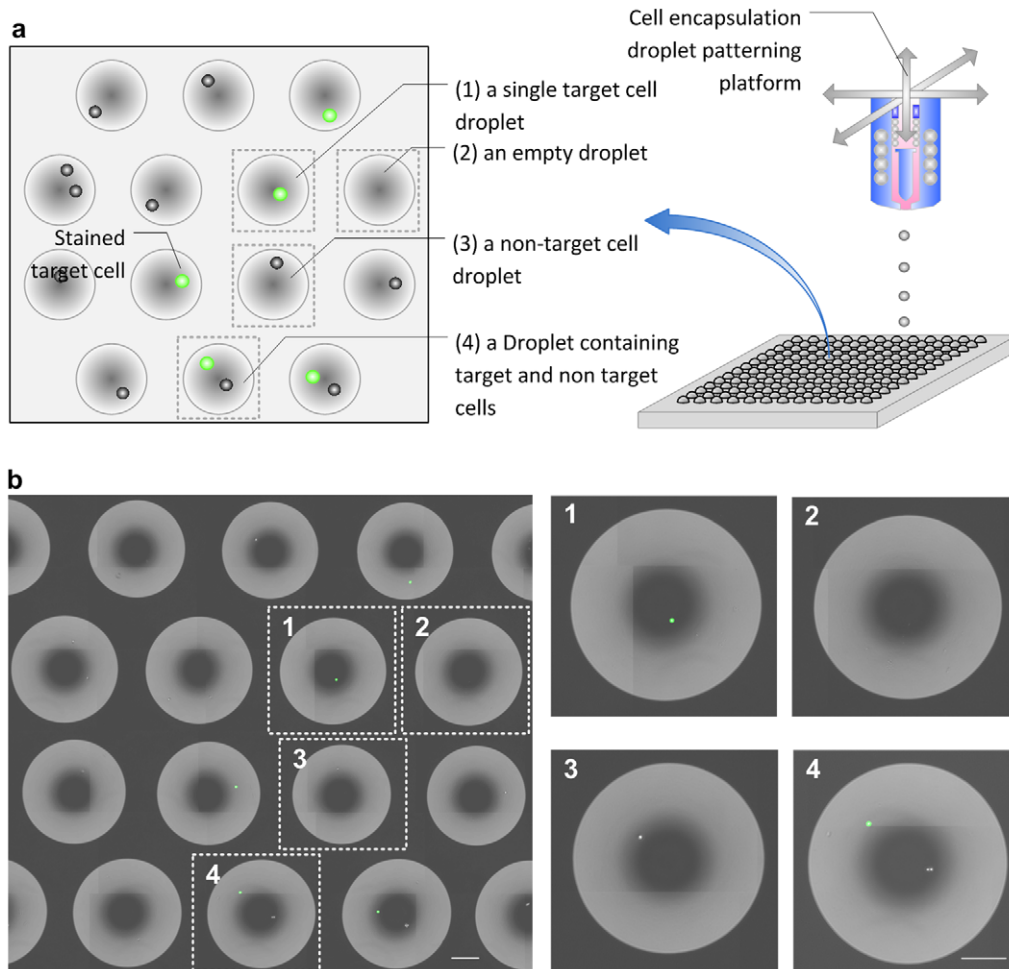 a
Cell encapsulation
droplet patterning
platform
(1) a single target cell
droplet
(2) an empty droplet
Stained
target cell
(3) a non-target cell
droplet
(4) a Droplet containing
target and non target
cells
b
1
2
3
4
1
2
3
4